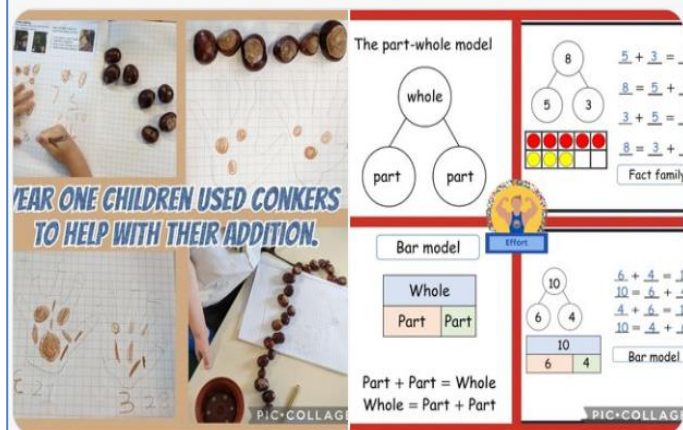 YEAR ONE CHILDREN USED CONKERS
TO HELP WITH THEIR ADDITION.
PIC•COLLAGE
The part-whole model
whole
part
part
8
5
3
5 + 3 =
8 = 5 +
3 + 5 =
8 = 3 +
Fact family
Effort
Bar model
Whole
Part
Part
Part + Part = Whole
Whole = Part + Part
10
6
4
10
6
4
6 + 4 =
10 = 6 +
4 + 6 =
10 = 4 +
Bar model
PIC•COLLAGE